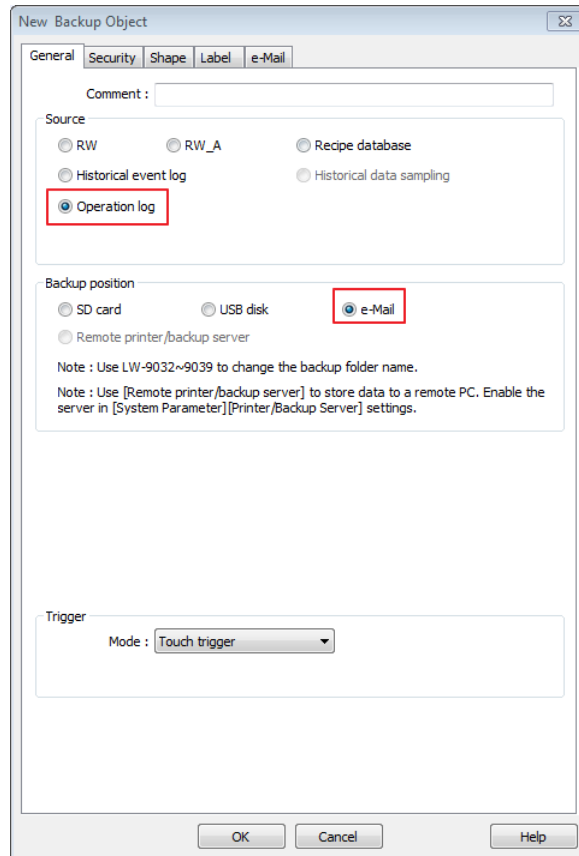 New Backup Object
General Security Shape Label e-Mail
Comment :
Source
RW RW_A Recipe database
Historical event log Historical data sampling
Operation log
Backup position
SD card USB disk e-Mail
Remote printer/backup server
Note : Use LW-9032~9039 to change the backup folder name.
Note : Use [Remote printer/backup server] to store data to a remote PC. Enable the
server in [System Parameter][Printer/Backup Server] settings.
Trigger
Mode : Touch trigger
OK Cancel Help